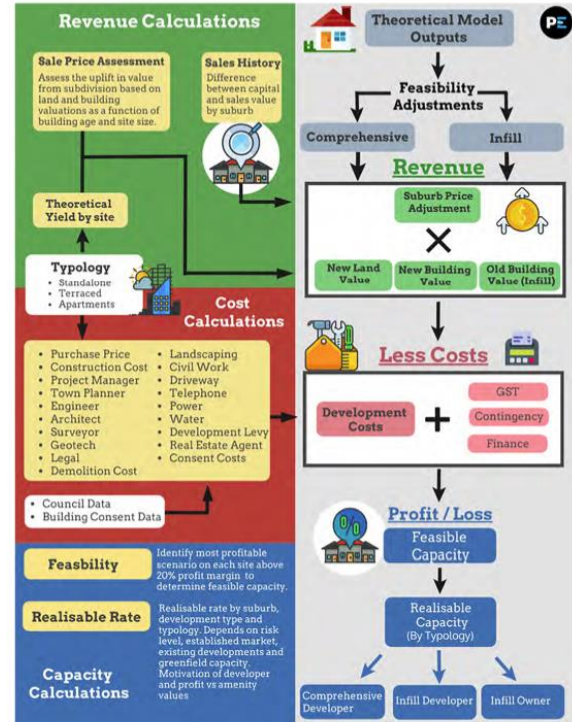 Revenue Calculations
Sale Price Assessment
Assess the uplift in value
from subdivision based on
land and building
valuations as a function of
building age and site size.
Sales History
Difference
between capital
and sales value
by suburb
Theoretical
Yield by site
Typology
• Standalone
• Terraced
• Apartments
Cost
Calculations
• Purchase Price
• Construction Cost
• Project Manager
• Town Planner
• Engineer
• Architect
• Surveyor
• Geotech
• Legal
• Demolition Cost
• Landscaping
• Civil Work
• Driveway
• Telephone
• Power
• Water
• Development Levy
• Real Estate Agent
• Consent Costs
• Council Data
• Building Consent Data
Feasbility
Identify most profitable
scenario on each site above
20% profit margin to
determine feasible capacity.
Realisable Rate
Realisable rate by suburb,
development type and
typology. Depends on risk
level, established market,
existing developments and
greenfield capacity.
Motivation of developer
and profit vs amenity
values
Capacity
Calculations
Theoretical Model
Outputs
PE
Feasibility
Adjustments
Comprehensive
Infill
Revenue
Suburb Price
Adjustment
$
×
New Land
Value
New Building
Value
Old Building
Value (Infill)
Less Costs
Development
Costs
+
GST
Contingency
Finance
Profit / Loss
%
Feasible
Capacity
Realisable
Capacity
(By Typology)
Comprehensive
Developer
Infill Developer
Infill Owner